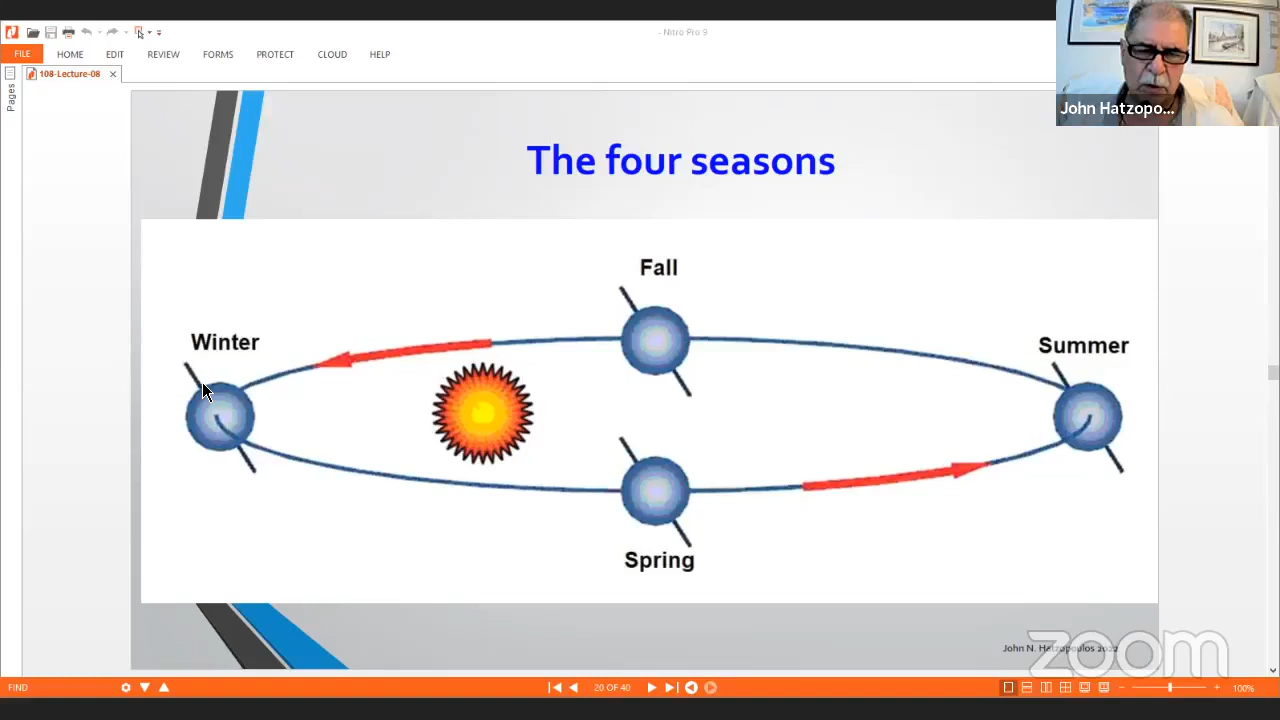 - Nitro Pro 9
FILE HOME EDIT REVIEW FORMS PROTECT CLOUD HELP
108-Lecture-08
Pages
John Hatzopo...
The four seasons
Fall
Winter
Summer
Spring
John N. Hatzopoulos 2022
zoom
FIND
20 OF 40
100%